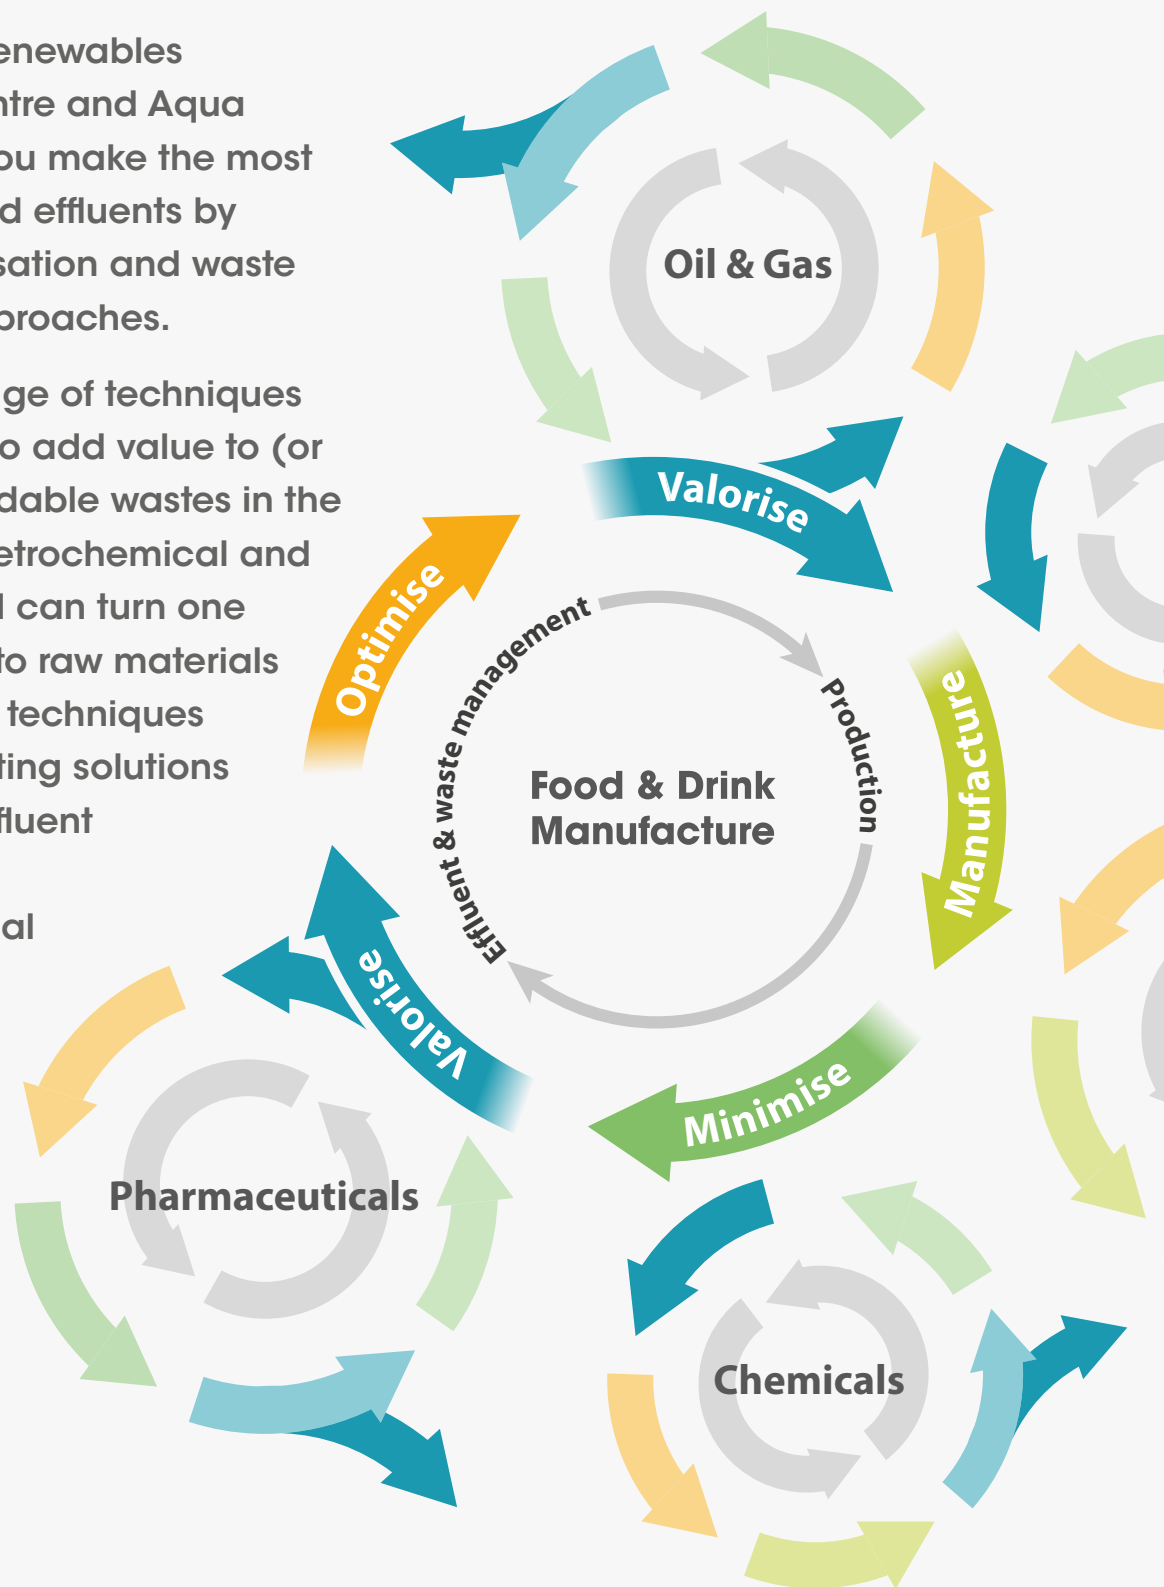 enewables
ntre and Aqua
ou make the most
d effluents by
sation and waste
proaches.
ge of techniques
o add value to (or
dable wastes in the
etrochemical and
l can turn one
to raw materials
techniques
ting solutions
fluent
al
Oil & Gas
Valorise
Optimise
Effluent & waste management
Production
Manufacture
Food & Drink
Manufacture
Valorise
Minimise
Pharmaceuticals
Chemicals